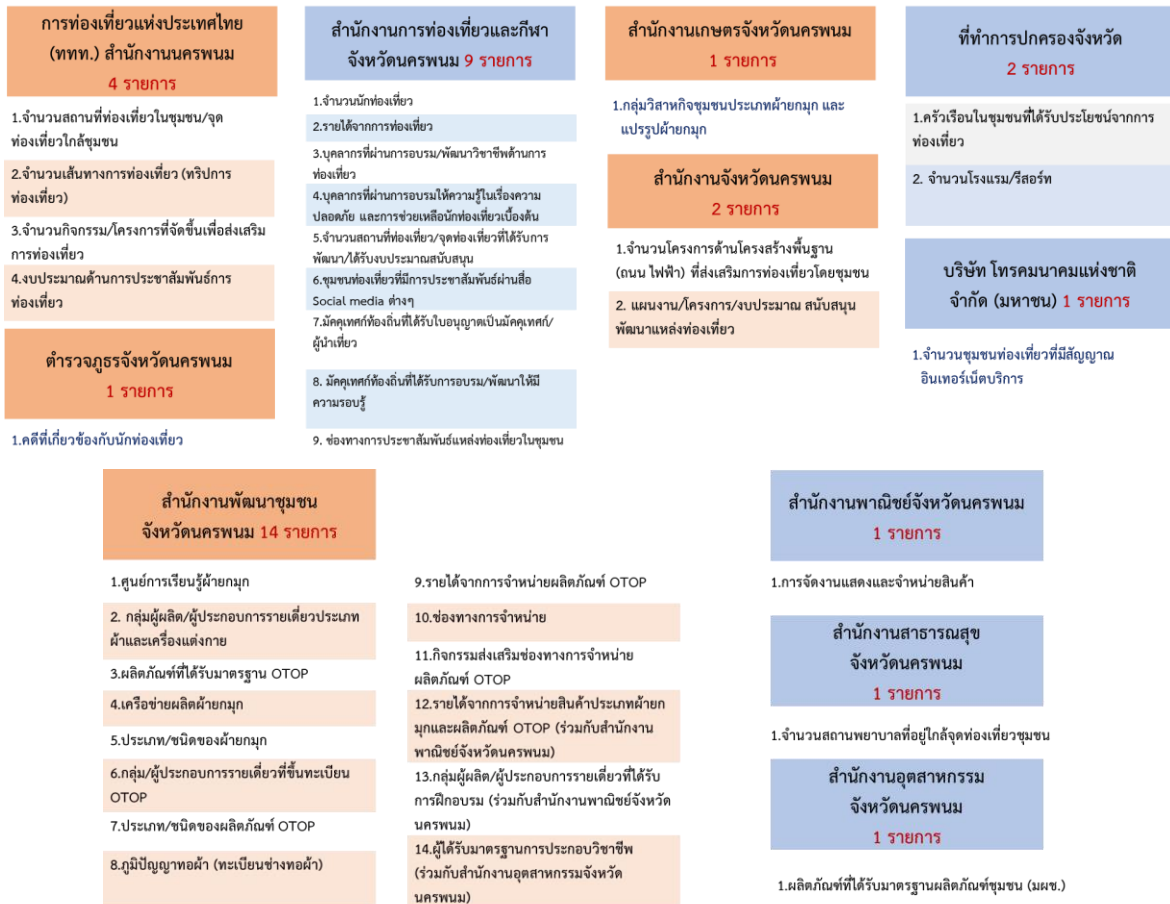 การท่องเที่ยวแห่งประเทศไทย
(ททท.) สำนักงานนครพนม
4 รายการ
1.จำนวนสถานที่ท่องเที่ยวในชุมชน/จุด
ท่องเที่ยวใกล้ชุมชน
2.จำนวนเส้นทางการท่องเที่ยว (ทริปการ
ท่องเที่ยว)
3.จำนวนกิจกรรม/โครงการที่จัดขึ้นเพื่อส่งเสริม
การท่องเที่ยว
4.งบประมาณด้านการประชาสัมพันธ์การ
ท่องเที่ยว
ตำรวจภูธรจังหวัดนครพนม
1 รายการ
1.คดีที่เกี่ยวข้องกับนักท่องเที่ยว
สำนักงานการท่องเที่ยวและกีฬา
จังหวัดนครพนม 9 รายการ
1.จำนวนนักท่องเที่ยว
2.รายได้จากการท่องเที่ยว
3.บุคลากรที่ผ่านการอบรม/พัฒนาวิชาชีพด้านการ
ท่องเที่ยว
4.บุคลากรที่ผ่านการอบรมให้ความรู้ในเรื่องความ
ปลอดภัย และการช่วยเหลือนักท่องเที่ยวเบื้องต้น
5.จำนวนสถานที่ท่องเที่ยว/จุดท่องเที่ยวที่ได้รับการ
พัฒนา/ได้รับงบประมาณสนับสนุน
6.ชุมชนท่องเที่ยวที่มีการประชาสัมพันธ์ผ่านสื่อ
Social media ต่างๆ
7.มัคคุเทศก์ท้องถิ่นที่ได้รับใบอนุญาตเป็นมัคคุเทศก์/
ผู้นำเที่ยว
8. มัคคุเทศก์ท้องถิ่นที่ได้รับการอบรม/พัฒนาให้มี
ความรอบรู้
9. ช่องทางการประชาสัมพันธ์แหล่งท่องเที่ยวในชุมชน
สำนักงานเกษตรจังหวัดนครพนม
1 รายการ
1.กลุ่มวิสาหกิจชุมชนประเภทผ้ายกมุก และ
แปรรูปผ้ายกมุก
สำนักงานจังหวัดนครพนม
2 รายการ
1.จำนวนโครงการด้านโครงสร้างพื้นฐาน
(ถนน ไฟฟ้า) ที่ส่งเสริมการท่องเที่ยวโดยชุมชน
2. แผนงาน/โครงการ/งบประมาณ สนับสนุน
พัฒนาแหล่งท่องเที่ยว
ที่ทำการปกครองจังหวัด
2 รายการ
1.ครัวเรือนในชุมชนที่ได้รับประโยชน์จากการ
ท่องเที่ยว
2. จำนวนโรงแรม/รีสอร์ท
บริษัท โทรคมนาคมแห่งชาติ
จำกัด (มหาชน) 1 รายการ
1.จำนวนชุมชนท่องเที่ยวที่มีสัญญาณ
อินเทอร์เน็ตบริการ
สำนักงานพัฒนาชุมชน
จังหวัดนครพนม 14 รายการ
1.ศูนย์การเรียนรู้ผ้ายกมุก
2. กลุ่มผู้ผลิต/ผู้ประกอบการรายเดี่ยวประเภท
ผ้าและเครื่องแต่งกาย
3.ผลิตภัณฑ์ที่ได้รับมาตรฐาน OTOP
4.เครือข่ายผลิตผ้ายกมุก
5.ประเภท/ชนิดของผ้ายกมุก
6.กลุ่ม/ผู้ประกอบการรายเดี่ยวที่ขึ้นทะเบียน
OTOP
7.ประเภท/ชนิดของผลิตภัณฑ์ OTOP
8.ภูมิปัญญาทอผ้า (ทะเบียนช่างทอผ้า)
9.รายได้จากการจำหน่ายผลิตภัณฑ์ OTOP
10.ช่องทางการจำหน่าย
11.กิจกรรมส่งเสริมช่องทางการจำหน่าย
ผลิตภัณฑ์ OTOP
12.รายได้จากการจำหน่ายสินค้าประเภทผ้ายก
มุกและผลิตภัณฑ์ OTOP (ร่วมกับสำนักงาน
พาณิชย์จังหวัดนครพนม)
13.กลุ่มผู้ผลิต/ผู้ประกอบการรายเดี่ยวที่ได้รับ
การฝึกอบรม (ร่วมกับสำนักงานพาณิชย์จังหวัด
นครพนม)
14.ผู้ได้รับมาตรฐานการประกอบวิชาชีพ
(ร่วมกับสำนักงานอุตสาหกรรมจังหวัด
นครพนม)
สำนักงานพาณิชย์จังหวัดนครพนม
1 รายการ
1.การจัดงานแสดงและจำหน่ายสินค้า
สำนักงานสาธารณสุข
จังหวัดนครพนม
1 รายการ
1.จำนวนสถานพยาบาลที่อยู่ใกล้จุดท่องเที่ยวชุมชน
สำนักงานอุตสาหกรรม
จังหวัดนครพนม
1 รายการ
1.ผลิตภัณฑ์ที่ได้รับมาตรฐานผลิตภัณฑ์ชุมชน (มผช.)